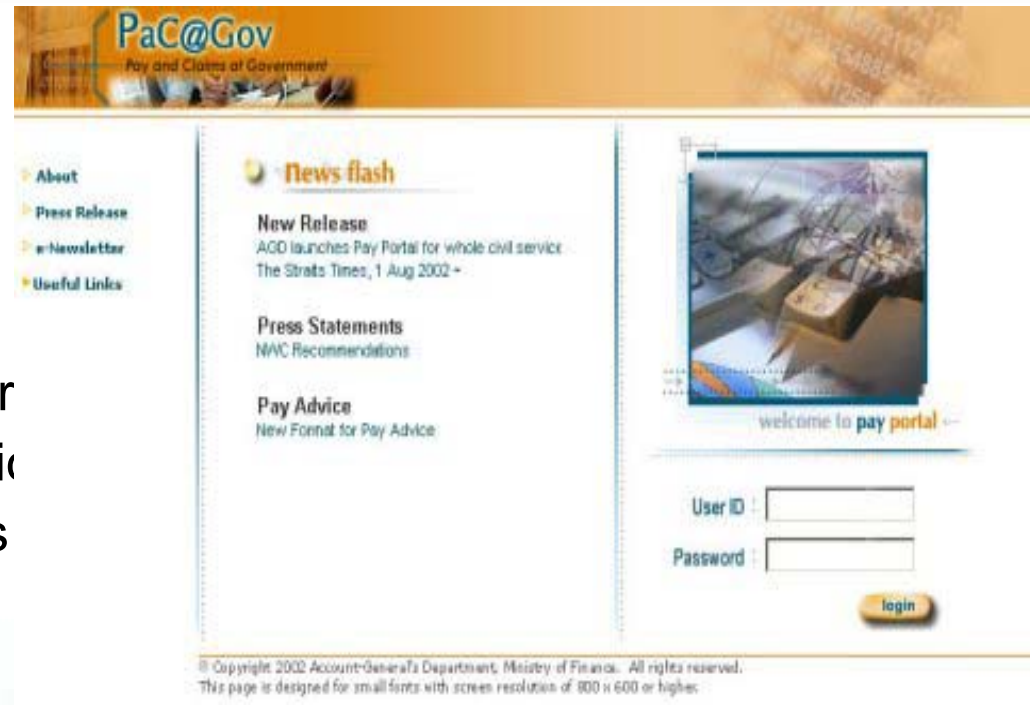 PaC@Gov
Pay and Claims at Government
About
Press Release
e-Newsletter
Useful Links
news flash
New Release
AGD launches Pay Portal for whole civil service
The Straits Times, 1 Aug 2002
Press Statements
NWC Recommendations
Pay Advice
New Format for Pay Advice
welcome to pay portal
User ID :
Password :
login
© Copyright 2002 Account-General's Department, Ministry of Finance. All rights reserved.
This page is designed for small fonts with screen resolution of 800 x 600 or higher.